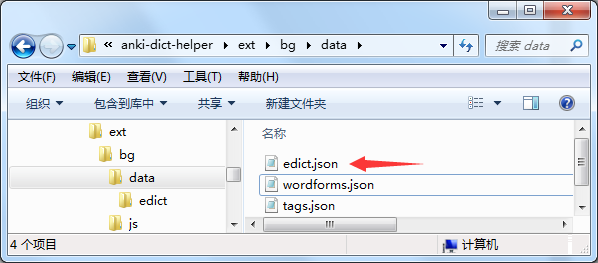 « anki-dict-helper ▸ ext ▸ bg ▸ data ▸
搜索 data
文件(F) 编辑(E) 查看(V) 工具(T) 帮助(H)
组织 包含到库中 共享 新建文件夹
ext
bg
data
edict
js
名称
edict.json
wordforms.json
tags.json
4 个项目
计算机